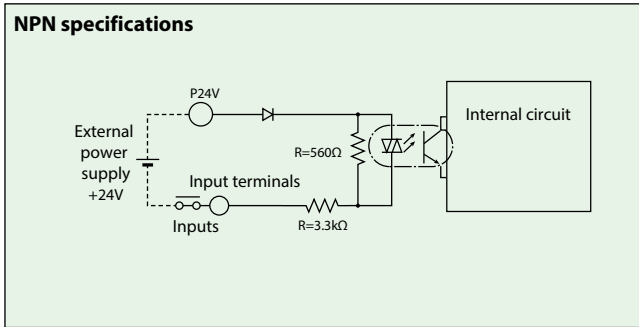 NPN specifications
P24V
Internal circuit
External
power
supply
+24V
R=560Ω
Input terminals
Inputs
R=3.3kΩ